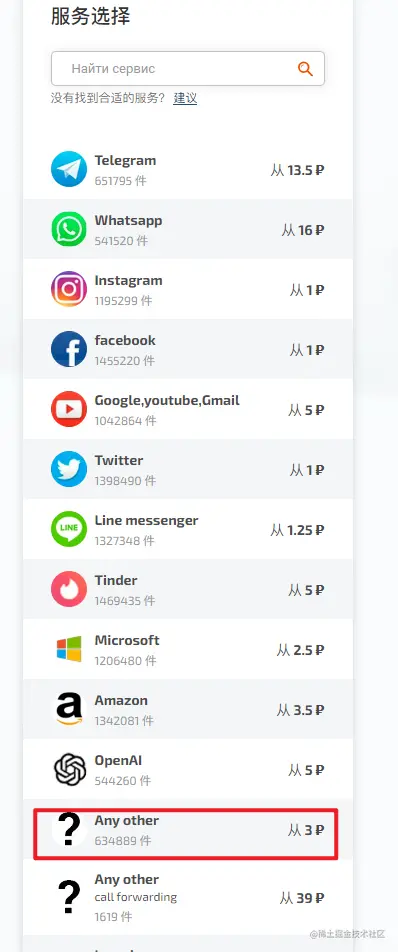 服务选择
Найти сервис
没有找到合适的服务? 建议
Telegram
651795 件
从 13.5 ₽
Whatsapp
541520 件
从 16 ₽
Instagram
1195299 件
从 1 ₽
facebook
1455220 件
从 1 ₽
Google,youtube,Gmail
1042864 件
从 5 ₽
Twitter
1398490 件
从 1 ₽
LINE
Line messenger
1327348 件
从 1.25 ₽
Tinder
1469435 件
从 5 ₽
Microsoft
1206480 件
从 2.5 ₽
Amazon
1342081 件
从 3.5 ₽
OpenAI
544260 件
从 5 ₽
?
Any other
634889 件
从 3 ₽
?
Any other
call forwarding
1619 件
从 39 ₽
@稀土掘金技术社区